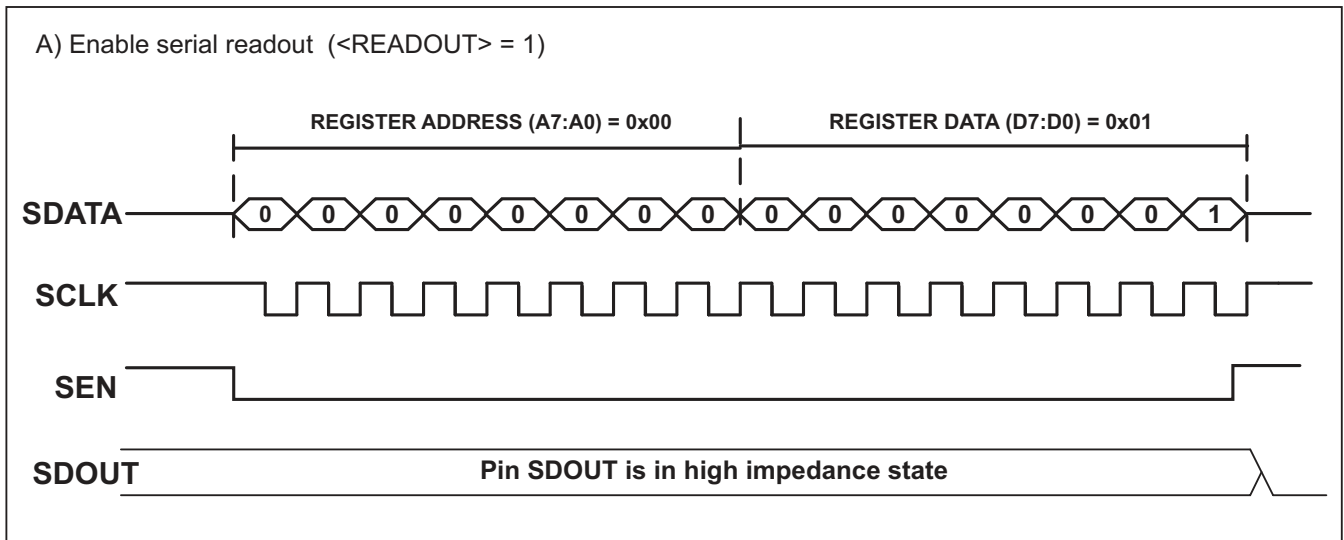 A) Enable serial readout (<READOUT> = 1)
REGISTER ADDRESS (A7:A0) = 0x00 REGISTER DATA (D7:D0) = 0x01
SDATA 0 0 0 0 0 0 0 0 0 0 0 0 0 0 0 1
SCLK
SEN
SDOUT Pin SDOUT is in high impedance state